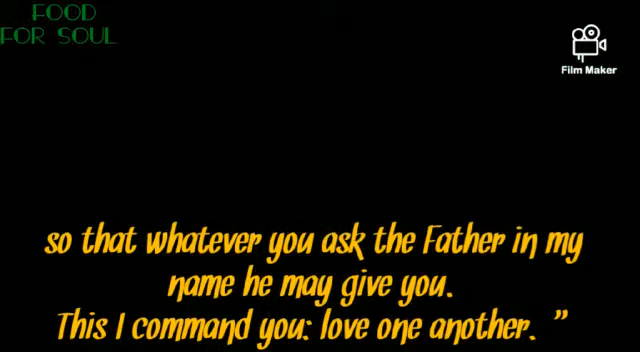 FOOD
FOR SOUL
Film Maker
so that whatever you ask the Father in my
name he may give you.
This I command you: love one another. ”